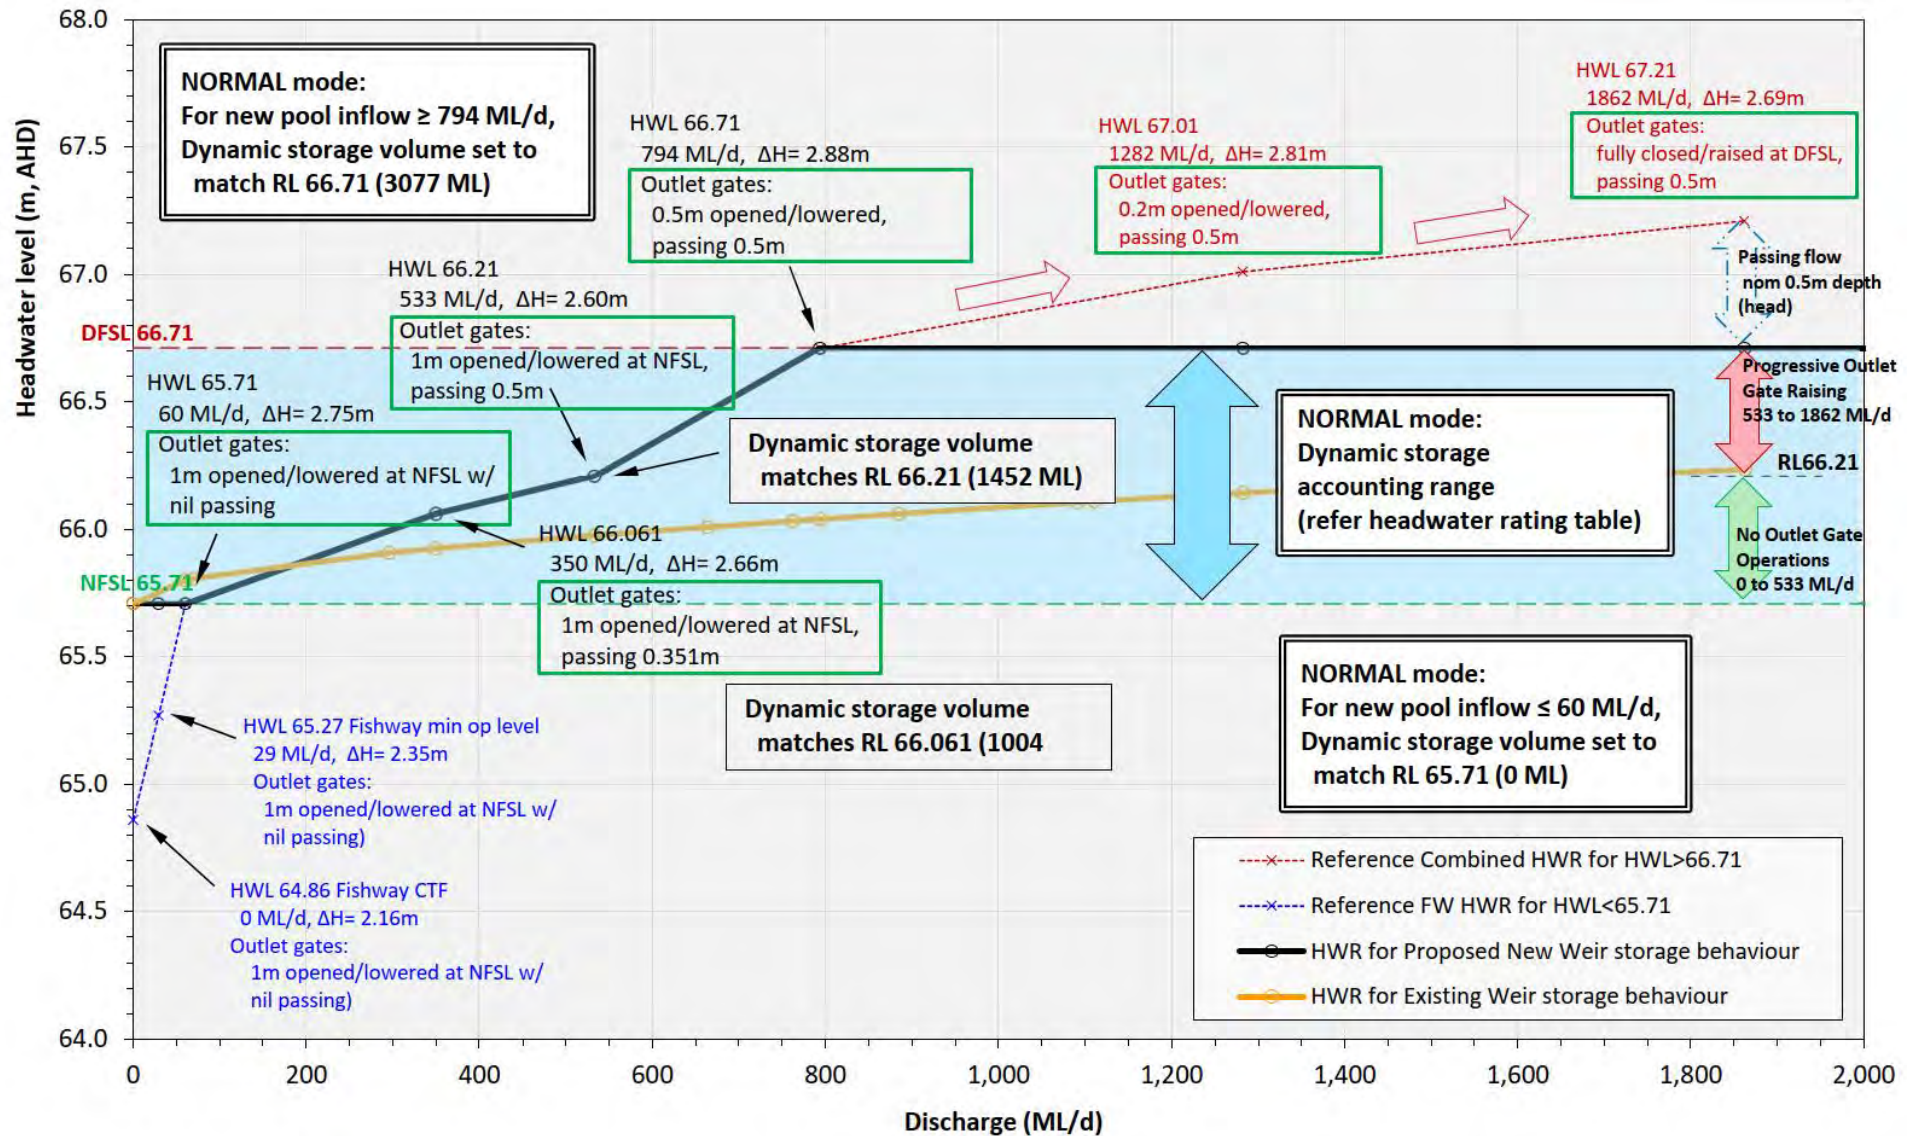 68.0
67.5
67.0
66.5
66.0
65.5
65.0
64.5
64.0
Headwater level (m, AHD)
NORMAL mode:
For new pool inflow ≥ 794 ML/d,
Dynamic storage volume set to
match RL 66.71 (3077 ML)
HWL 66.71
794 ML/d, ΔH= 2.88m
Outlet gates:
0.5m opened/lowered,
passing 0.5m
HWL 67.01
1282 ML/d, ΔH= 2.81m
Outlet gates:
0.2m opened/lowered,
passing 0.5m
HWL 67.21
1862 ML/d, ΔH= 2.69m
Outlet gates:
fully closed/raised at DFSL,
passing 0.5m
HWL 66.21
533 ML/d, ΔH= 2.60m
Outlet gates:
1m opened/lowered at NFSL,
passing 0.5m
Passing flow
nom 0.5m depth
(head)
DFSL 66.71
HWL 65.71
60 ML/d, ΔH= 2.75m
Outlet gates:
1m opened/lowered at NFSL w/
nil passing
Dynamic storage volume
matches RL 66.21 (1452 ML)
NORMAL mode:
Dynamic storage
accounting range
(refer headwater rating table)
Progressive Outlet
Gate Raising
533 to 1862 ML/d
RL66.21
No Outlet Gate
Operations
0 to 533 ML/d
HWL 66.061
350 ML/d, ΔH= 2.66m
Outlet gates:
1m opened/lowered at NFSL,
passing 0.351m
NFSL 65.71
Dynamic storage volume
matches RL 66.061 (1004
NORMAL mode:
For new pool inflow ≤ 60 ML/d,
Dynamic storage volume set to
match RL 65.71 (0 ML)
HWL 65.27 Fishway min op level
29 ML/d, ΔH= 2.35m
Outlet gates:
1m opened/lowered at NFSL w/
nil passing)
HWL 64.86 Fishway CTF
0 ML/d, ΔH= 2.16m
Outlet gates:
1m opened/lowered at NFSL w/
nil passing)
Reference Combined HWR for HWL>66.71
Reference FW HWR for HWL<65.71
HWR for Proposed New Weir storage behaviour
HWR for Existing Weir storage behaviour
0 200 400 600 800 1,000 1,200 1,400 1,600 1,800 2,000
Discharge (ML/d)